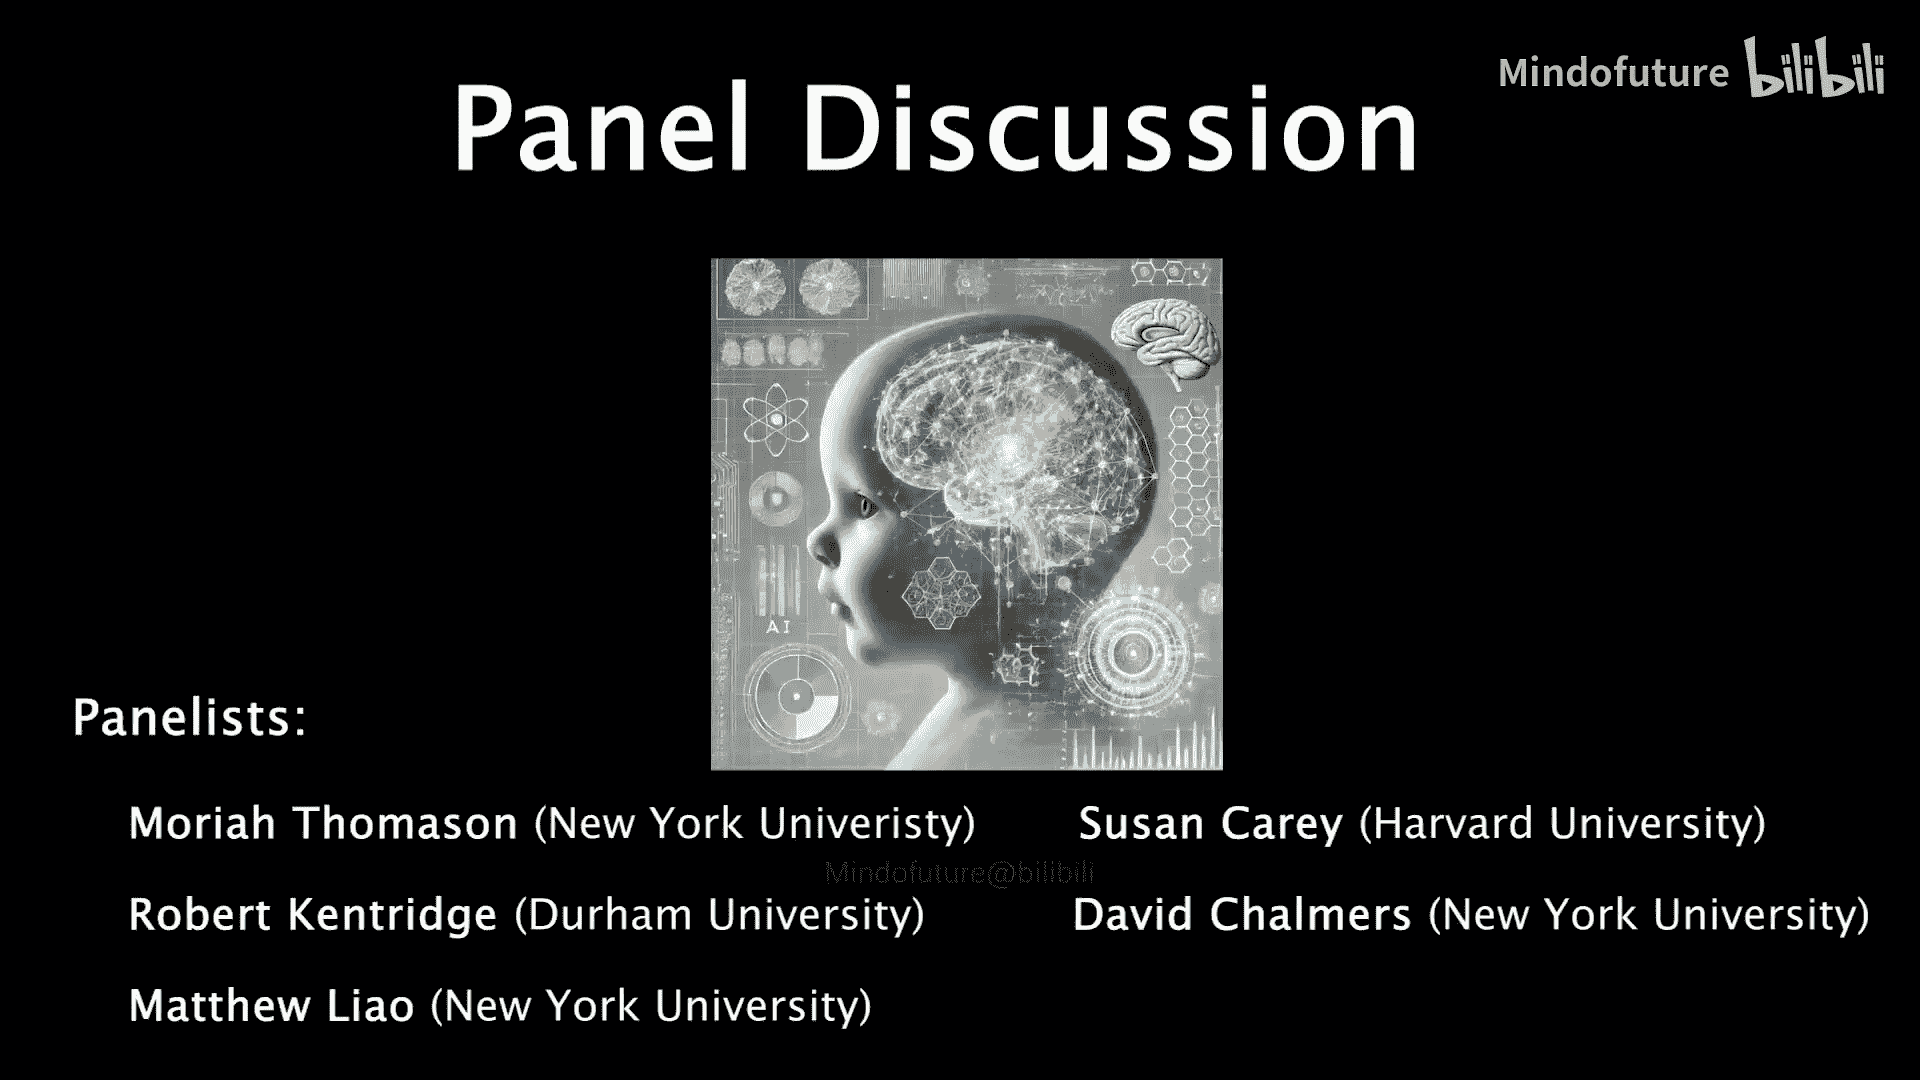 Mindofuture bilibili
Panel Discussion
AI
Panelists:
Moriah Thomason (New York Univeristy)
Susan Carey (Harvard University)
Mindofuture@bilibili
Robert Kentridge (Durham University)
David Chalmers (New York University)
Matthew Liao (New York University)